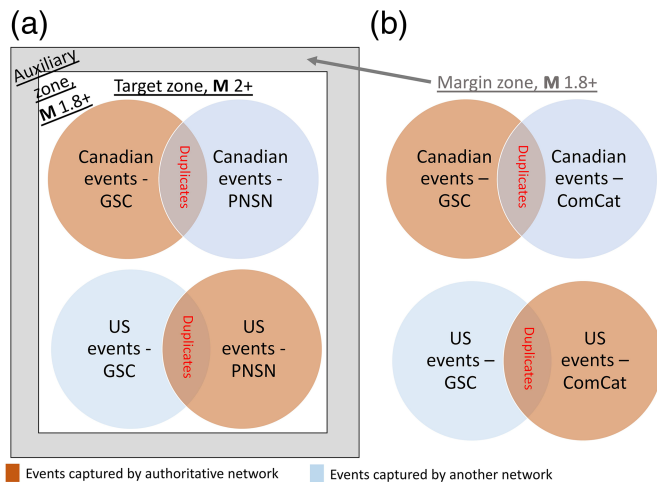 (a)
(b)
Auxiliary
zone,
M 1.8+
Target zone, M 2+
Margin zone, M 1.8+
Canadian
events -
GSC
Duplicates
Canadian
events -
PNSN
Canadian
events –
GSC
Duplicates
Canadian
events –
ComCat
US
events -
GSC
Duplicates
US
events -
PNSN
US
events –
GSC
Duplicates
US
events –
ComCat
Events captured by authoritative network
Events captured by another network